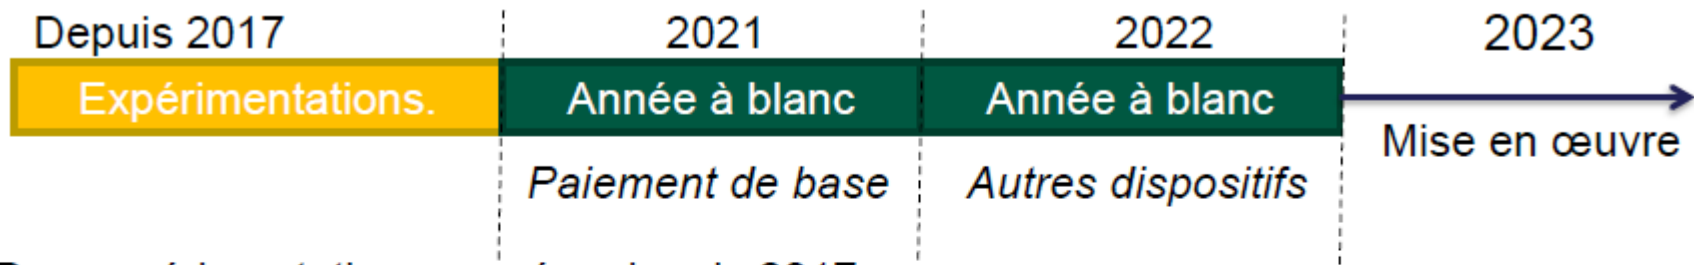 Depuis 2017 2021 2022 2023
Expérimentations. Année à blanc Année à blanc
Mise en œuvre
Paiement de base Autres dispositifs